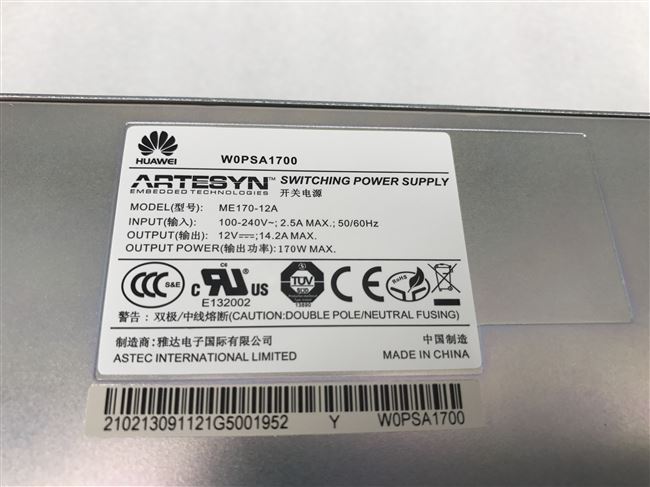 HUAWEI
W0PSA1700
ARTESYN™ SWITCHING POWER SUPPLY
EMBEDDED TECHNOLOGIES 开关电源
MODEL(型号): ME170-12A
INPUT(输入): 100-240V~; 2.5A MAX.; 50/60Hz
OUTPUT(输出): 12V⎓; 14.2A MAX.
OUTPUT POWER(输出功率): 170W MAX.
CCC S&E
c UR US
C6
E132002
TÜV
SÜD
13890
CE
RoHS
警告: 双极/中线熔断(CAUTION:DOUBLE POLE/NEUTRAL FUSING)
制造商: 雅达电子国际有限公司 中国制造
ASTEC INTERNATIONAL LIMITED MADE IN CHINA
210213091121G5001952 Y W0PSA1700